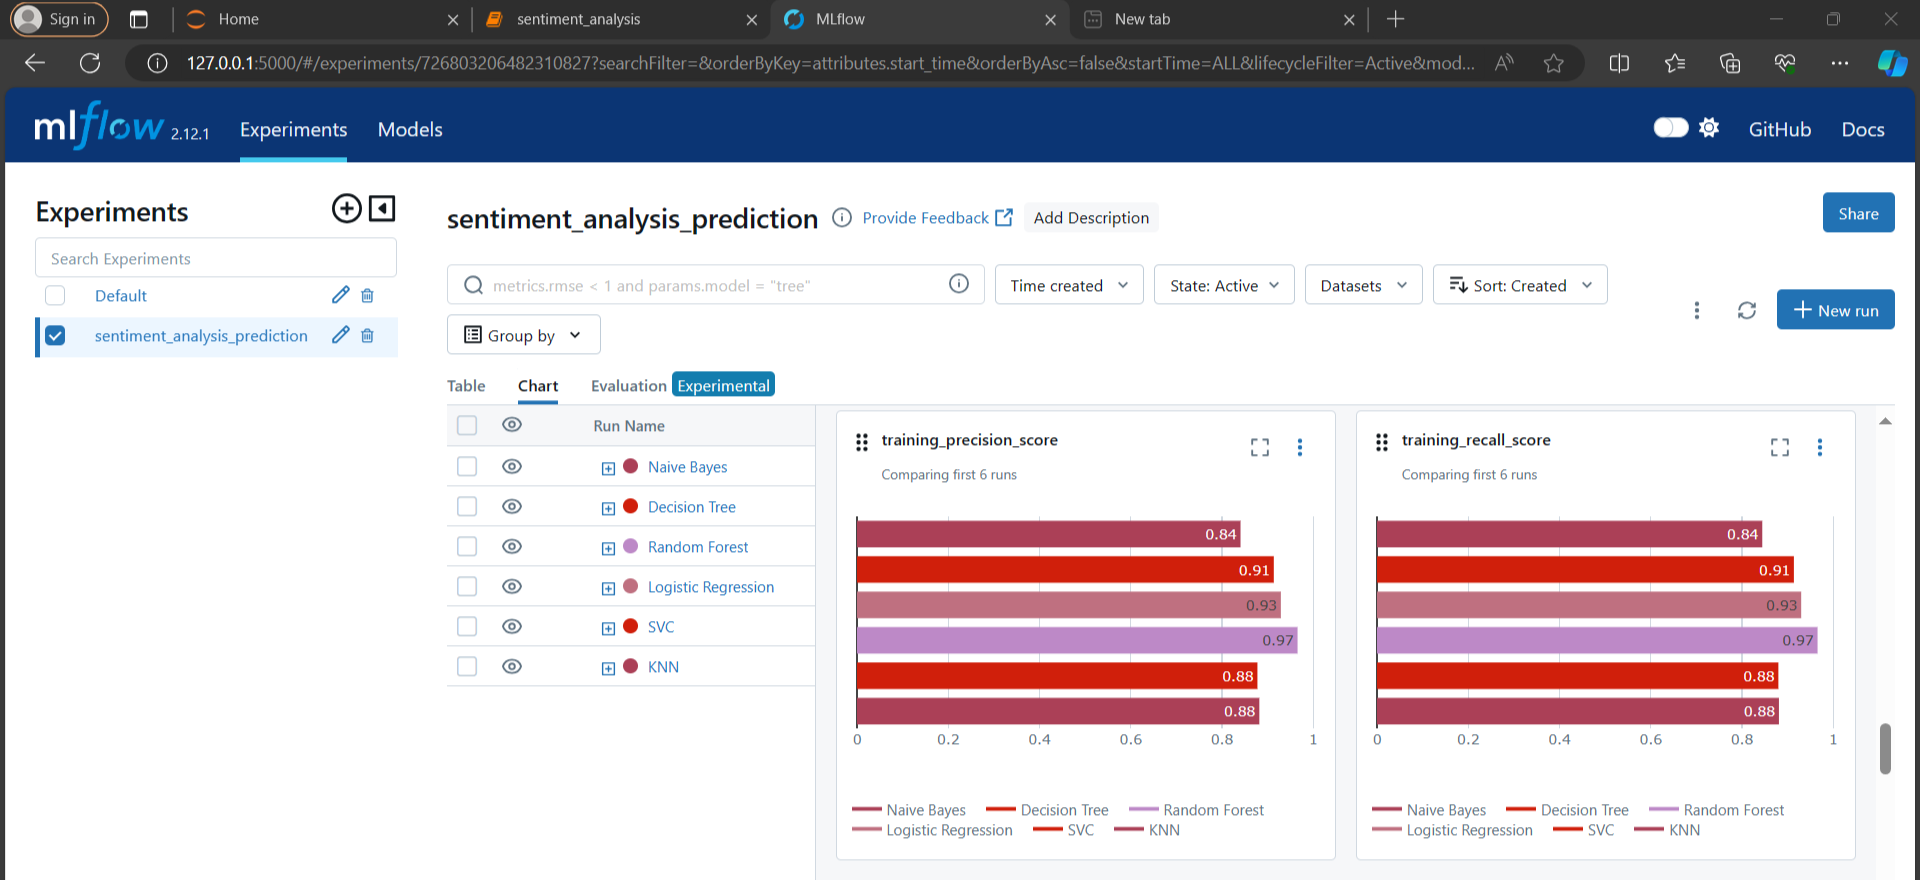 Sign in
Home
sentiment_analysis
MLflow
New tab
127.0.0.1:5000/#/experiments/726803206482310827?searchFilter=&orderByKey=attributes.start_time&orderByAsc=false&startTime=ALL&lifecycleFilter=Active&mod...
mlflow 2.12.1
Experiments
Models
GitHub
Docs
Experiments
Search Experiments
Default
sentiment_analysis_prediction
sentiment_analysis_prediction
Provide Feedback
Add Description
Share
metrics.rmse < 1 and params.model = "tree"
Time created
State: Active
Datasets
Sort: Created
New run
Group by
Table
Chart
Evaluation
Experimental
Run Name
Naive Bayes
Decision Tree
Random Forest
Logistic Regression
SVC
KNN
training_precision_score
Comparing first 6 runs
0.84
0.91
0.93
0.97
0.88
0.88
0 0.2 0.4 0.6 0.8 1
Naive Bayes Decision Tree Random Forest
Logistic Regression SVC KNN
training_recall_score
Comparing first 6 runs
0.84
0.91
0.93
0.97
0.88
0.88
0 0.2 0.4 0.6 0.8 1
Naive Bayes Decision Tree Random Forest
Logistic Regression SVC KNN